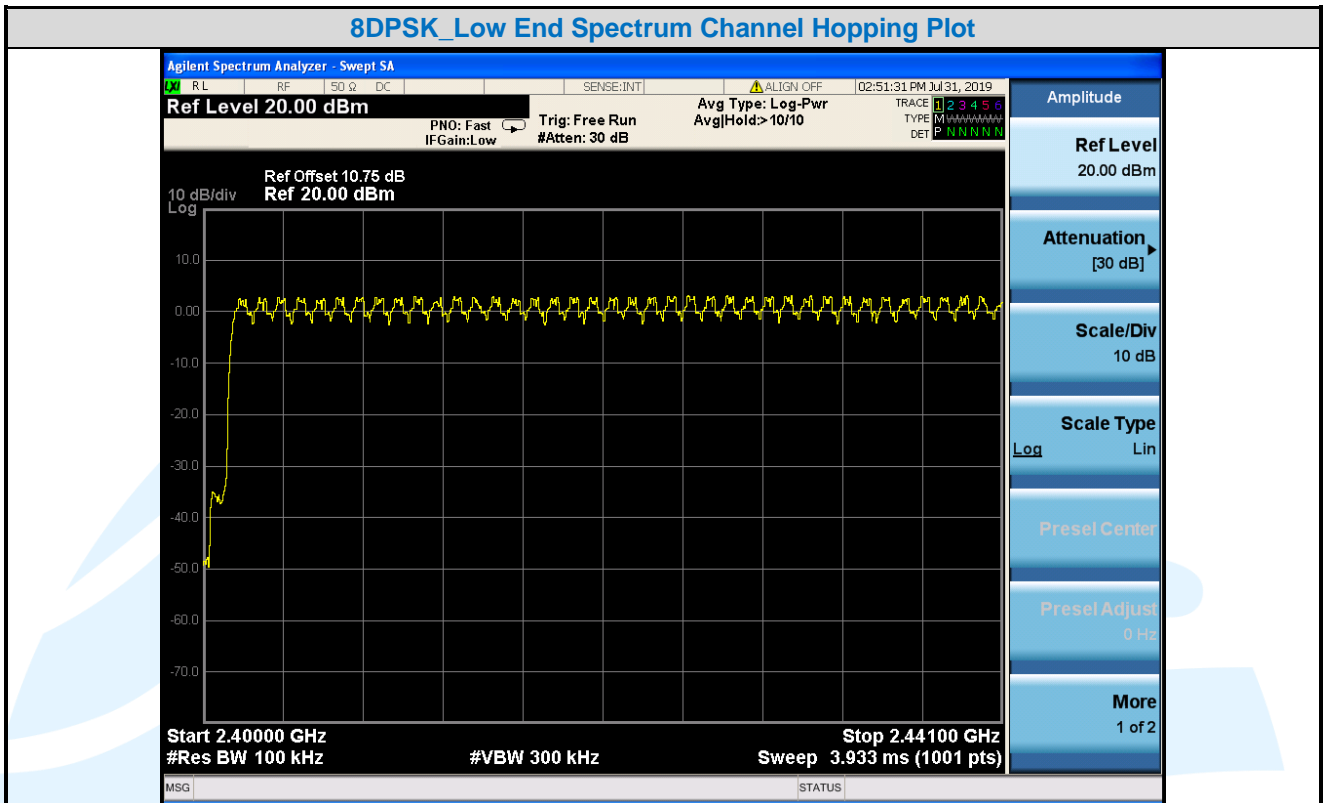 8DPSK_Low End Spectrum Channel Hopping Plot
Agilent Spectrum Analyzer - Swept SA
LXI RL RF 50 Ω DC SENSE:INT ALIGN OFF 02:51:31 PM Jul 31, 2019
Ref Level 20.00 dBm
PNO: Fast
IFGain:Low
Trig: Free Run
#Atten: 30 dB
Avg Type: Log-Pwr
Avg|Hold:>10/10
TRACE 1 2 3 4 5 6
TYPE M
DET P N N N N N
Ref Offset 10.75 dB
10 dB/div Ref 20.00 dBm
Log
10.0
0.00
-10.0
-20.0
-30.0
-40.0
-50.0
-60.0
-70.0
Start 2.40000 GHz Stop 2.44100 GHz
#Res BW 100 kHz #VBW 300 kHz Sweep 3.933 ms (1001 pts)
MSG STATUS
Amplitude
Ref Level
20.00 dBm
Attenuation
[30 dB]
Scale/Div
10 dB
Scale Type
Log Lin
Presel Center
Presel Adjust
0 Hz
More
1 of 2